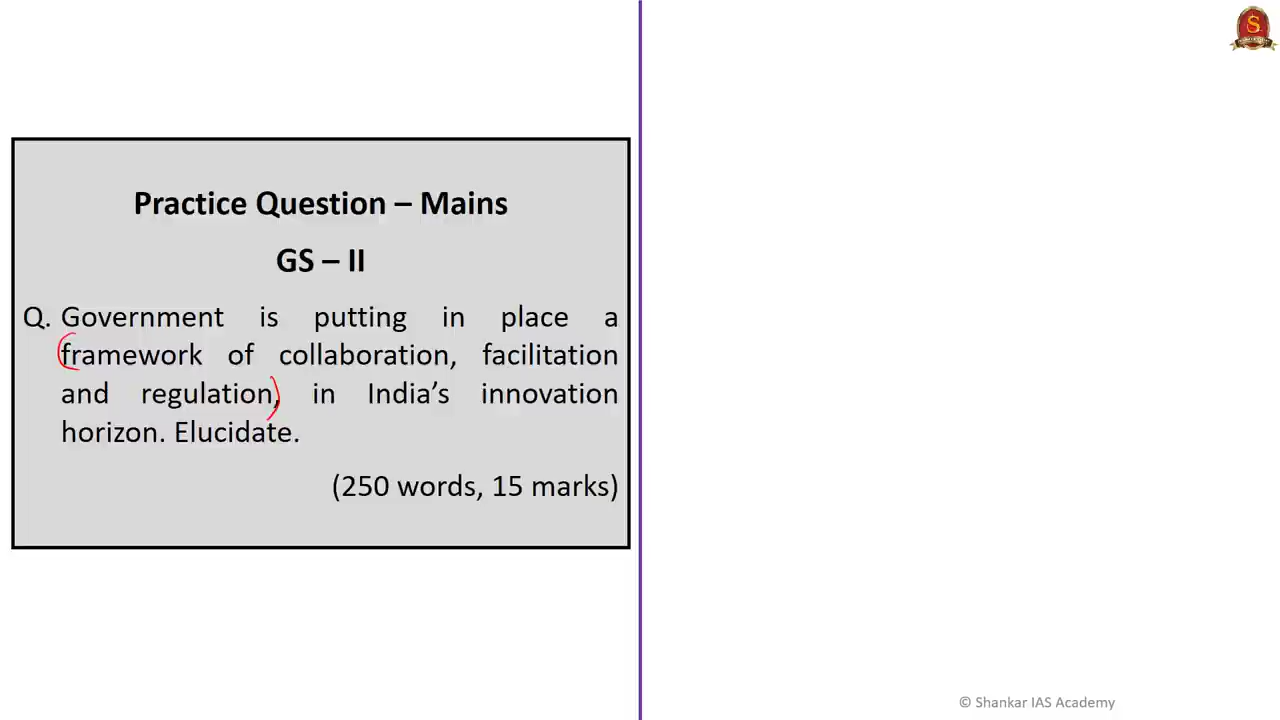 Practice Question – Mains
GS – II
Q. Government is putting in place a
framework of collaboration, facilitation
and regulation, in India’s innovation
horizon. Elucidate.
(250 words, 15 marks)
© Shankar IAS Academy